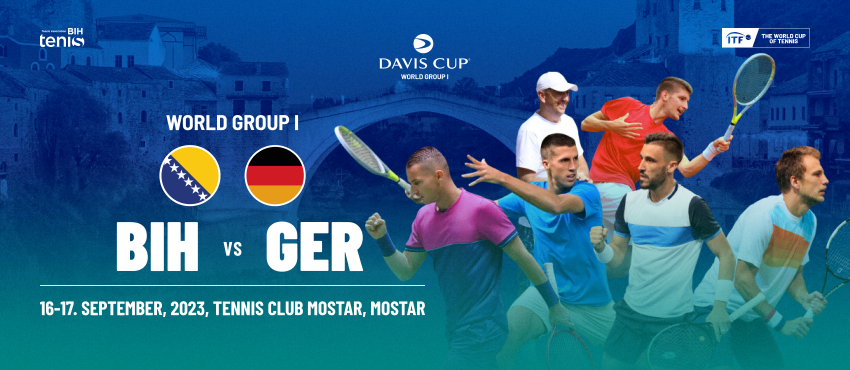 BIH
tenis
DAVIS CUP
WORLD GROUP I
ITF
THE WORLD CUP
OF TENNIS
WORLD GROUP I
BIH VS GER
16-17. SEPTEMBER, 2023, TENNIS CLUB MOSTAR, MOSTAR